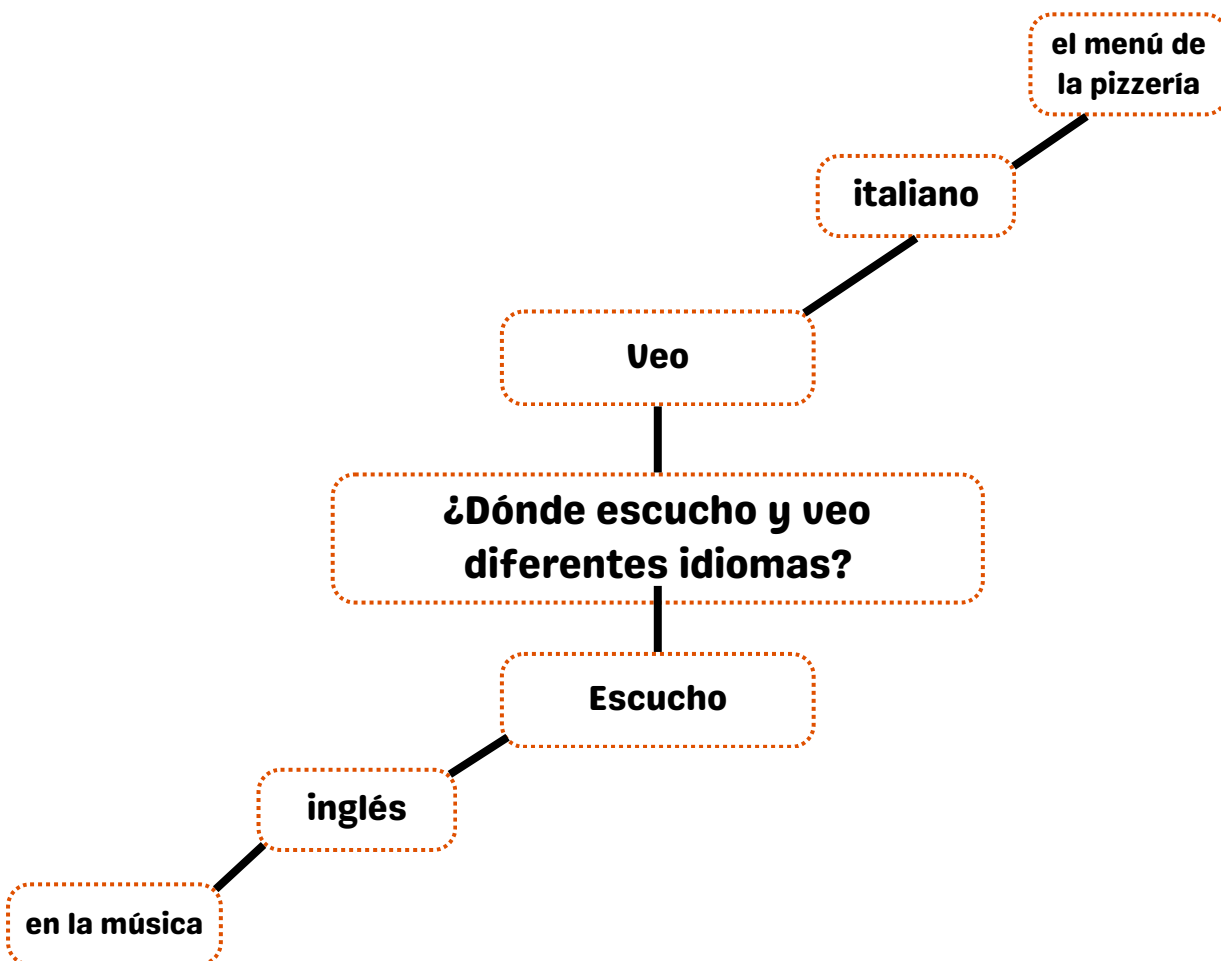 el menú de
la pizzería
italiano
Veo
¿Dónde escucho y veo
diferentes idiomas?
Escucho
inglés
en la música